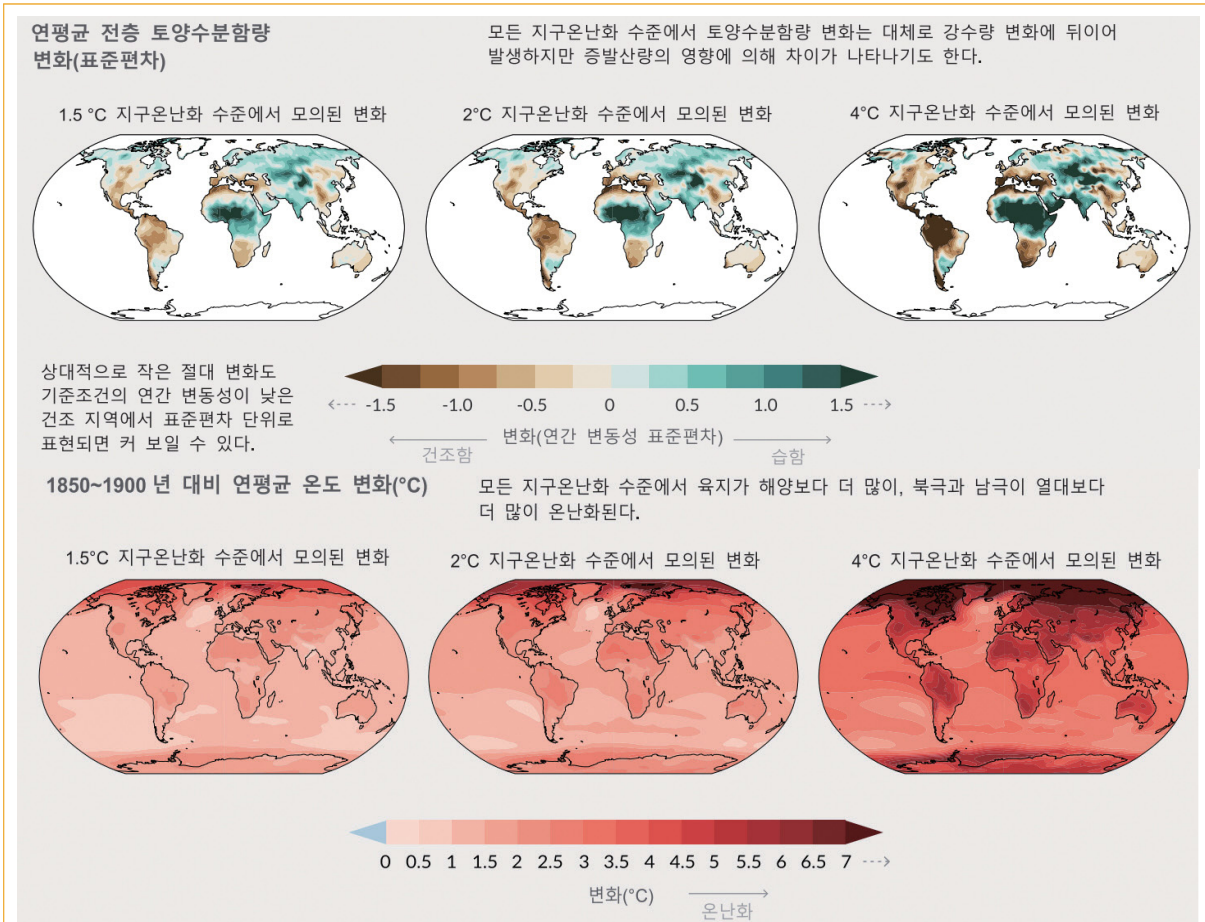 연평균 전층 토양수분함량
변화(표준편차)
모든 지구온난화 수준에서 토양수분함량 변화는 대체로 강수량 변화에 뒤이어
발생하지만 증발산량의 영향에 의해 차이가 나타나기도 한다.
1.5 °C 지구온난화 수준에서 모의된 변화
2°C 지구온난화 수준에서 모의된 변화
4°C 지구온난화 수준에서 모의된 변화
상대적으로 작은 절대 변화도
기준조건의 연간 변동성이 낮은
건조 지역에서 표준편차 단위로
표현되면 커 보일 수 있다.
-1.5 -1.0 -0.5 0 0.5 1.0 1.5
변화(연간 변동성 표준편차)
건조함 습함
1850~1900 년 대비 연평균 온도 변화(°C)
모든 지구온난화 수준에서 육지가 해양보다 더 많이, 북극과 남극이 열대보다
더 많이 온난화된다.
1.5°C 지구온난화 수준에서 모의된 변화
2°C 지구온난화 수준에서 모의된 변화
4°C 지구온난화 수준에서 모의된 변화
0 0.5 1 1.5 2 2.5 3 3.5 4 4.5 5 5.5 6 6.5 7
변화(°C)
온난화